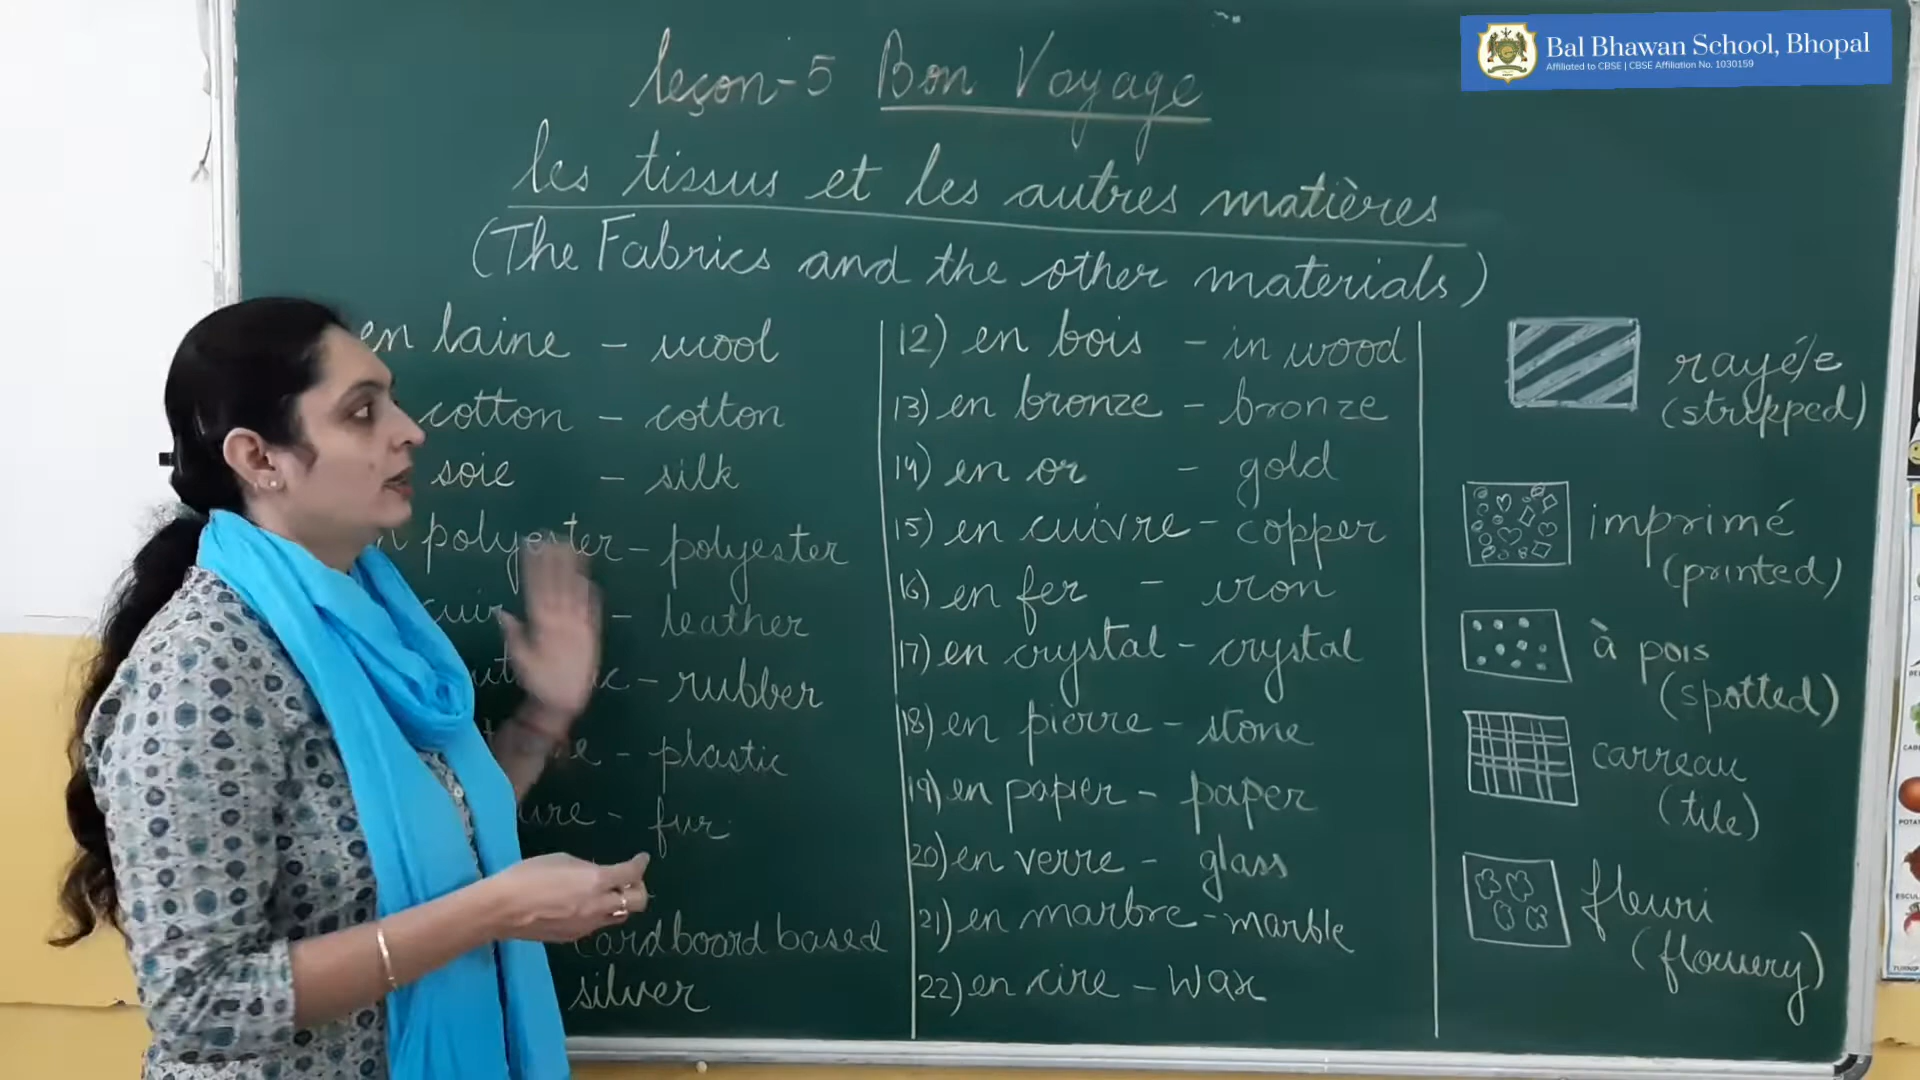 Bal Bhawan School, Bhopal
Affiliated to CBSE | CBSE Affiliation No. 1030159
leçon-5 Bon Voyage
les tissus et les autres matières
(The Fabrics and the other materials)
en laine - wool
cotton - cotton
soie - silk
polyester - polyester
cuir - leather
- rubber
- plastic
- fur
cardboard based
silver
12) en bois - in wood
13) en bronze - bronze
14) en or - gold
15) en cuivre - copper
16) en fer - iron
17) en crystal - crystal
18) en pierre - stone
19) en papier - paper
20) en verre - glass
21) en marbre - marble
22) en cire - wax
rayé/e
(stripped)
imprimé
(printed)
à pois
(spotted)
carreau
(tile)
fleuri
(flowery)